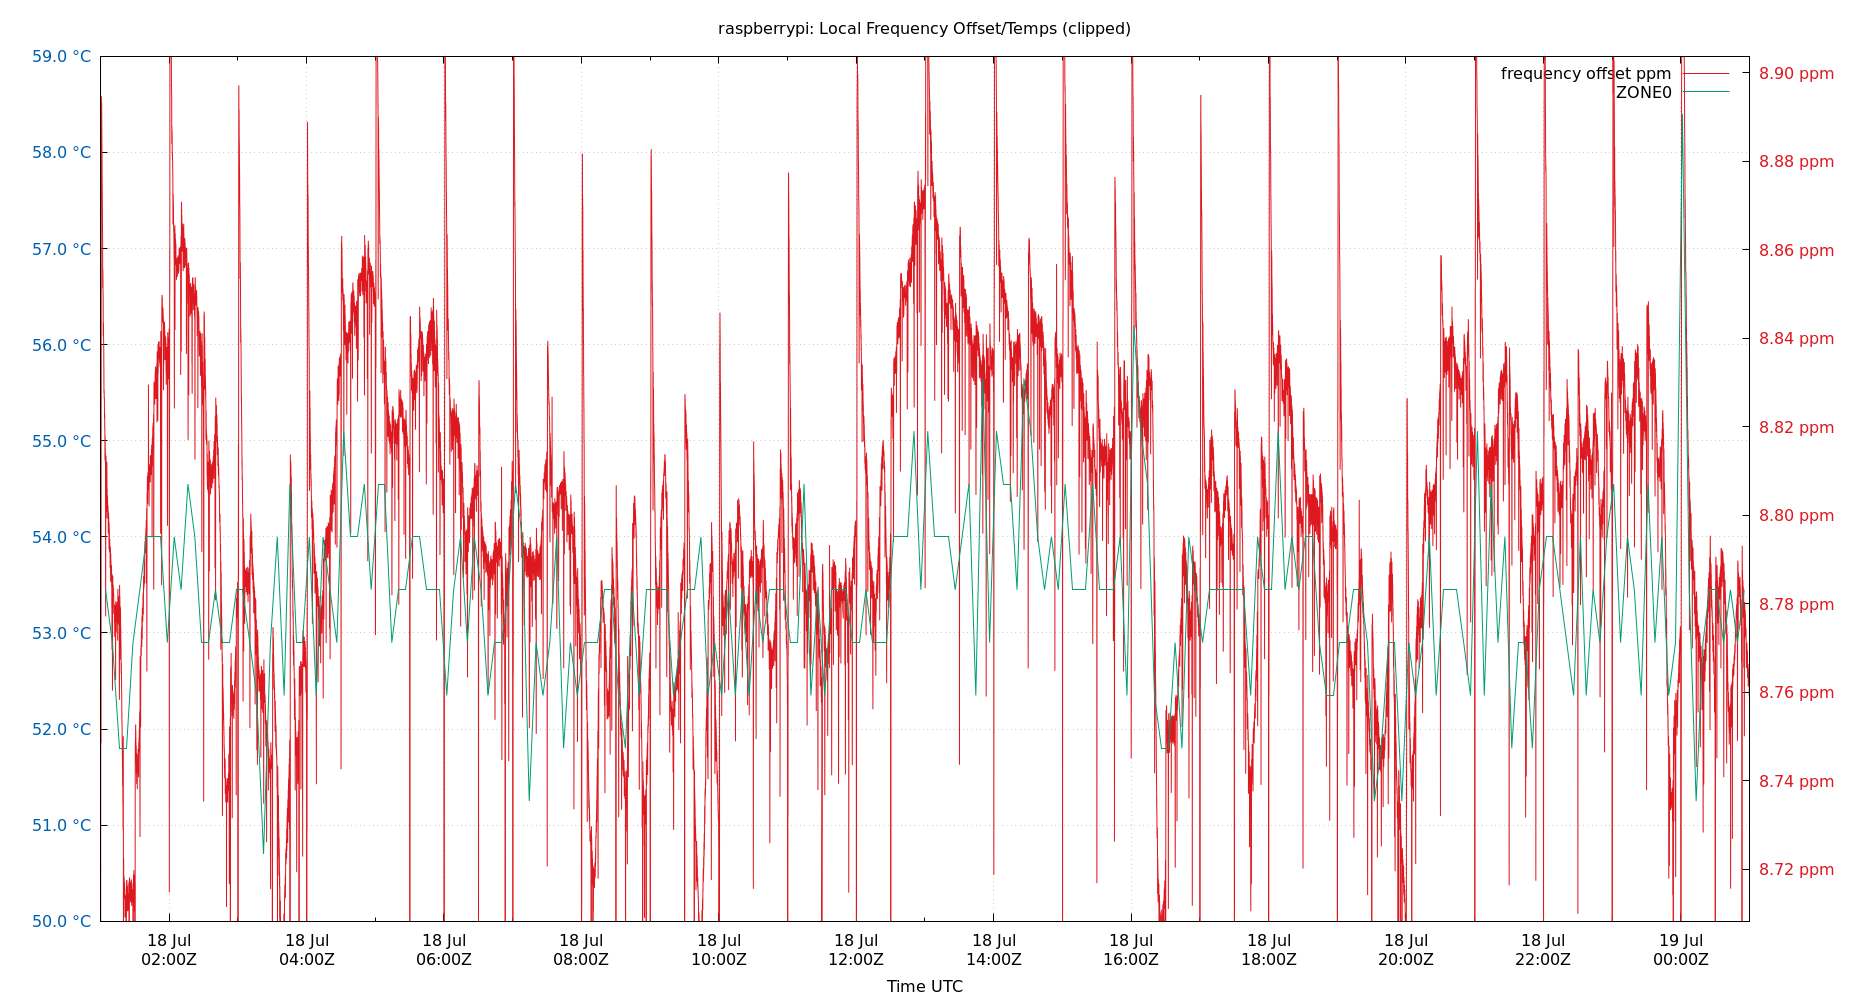 raspberrypi: Local Frequency Offset/Temps (clipped)
59.0 °C
58.0 °C
57.0 °C
56.0 °C
55.0 °C
54.0 °C
53.0 °C
52.0 °C
51.0 °C
50.0 °C
frequency offset ppm
ZONE0
8.90 ppm
8.88 ppm
8.86 ppm
8.84 ppm
8.82 ppm
8.80 ppm
8.78 ppm
8.76 ppm
8.74 ppm
8.72 ppm
18 Jul
02:00Z
18 Jul
04:00Z
18 Jul
06:00Z
18 Jul
08:00Z
18 Jul
10:00Z
18 Jul
12:00Z
18 Jul
14:00Z
18 Jul
16:00Z
18 Jul
18:00Z
18 Jul
20:00Z
18 Jul
22:00Z
19 Jul
00:00Z
Time UTC